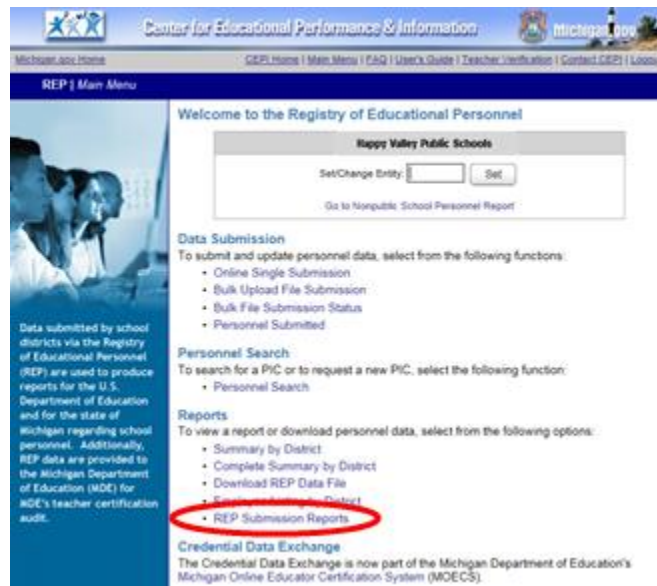 Center for Educational Performance & Information
Michigan.gov
Michigan.gov Home
CEPI Home | Main Menu | FAQ | User's Guide | Teacher Verification | Contact CEPI | Logout
REP | Main Menu
Welcome to the Registry of Educational Personnel
Happy Valley Public Schools
Set/Change Entity: Set
Go to Nonpublic School Personnel Report
Data Submission
To submit and update personnel data, select from the following functions:
• Online Single Submission
• Bulk Upload File Submission
• Bulk File Submission Status
• Personnel Submitted
Personnel Search
To search for a PIC or to request a new PIC, select the following function:
• Personnel Search
Reports
To view a report or download personnel data, select from the following options:
• Summary by District
• Complete Summary by District
• Download REP Data File
by District
• REP Submission Reports
Credential Data Exchange
The Credential Data Exchange is now part of the Michigan Department of Education's
Michigan Online Educator Certification System (MOECS).
Data submitted by school
districts via the Registry
of Educational Personnel
(REP) are used to produce
reports for the U.S.
Department of Education
and for the state of
Michigan regarding school
personnel. Additionally,
REP data are provided to
the Michigan Department
of Education (MDE) for
MDE's teacher certification
audit.